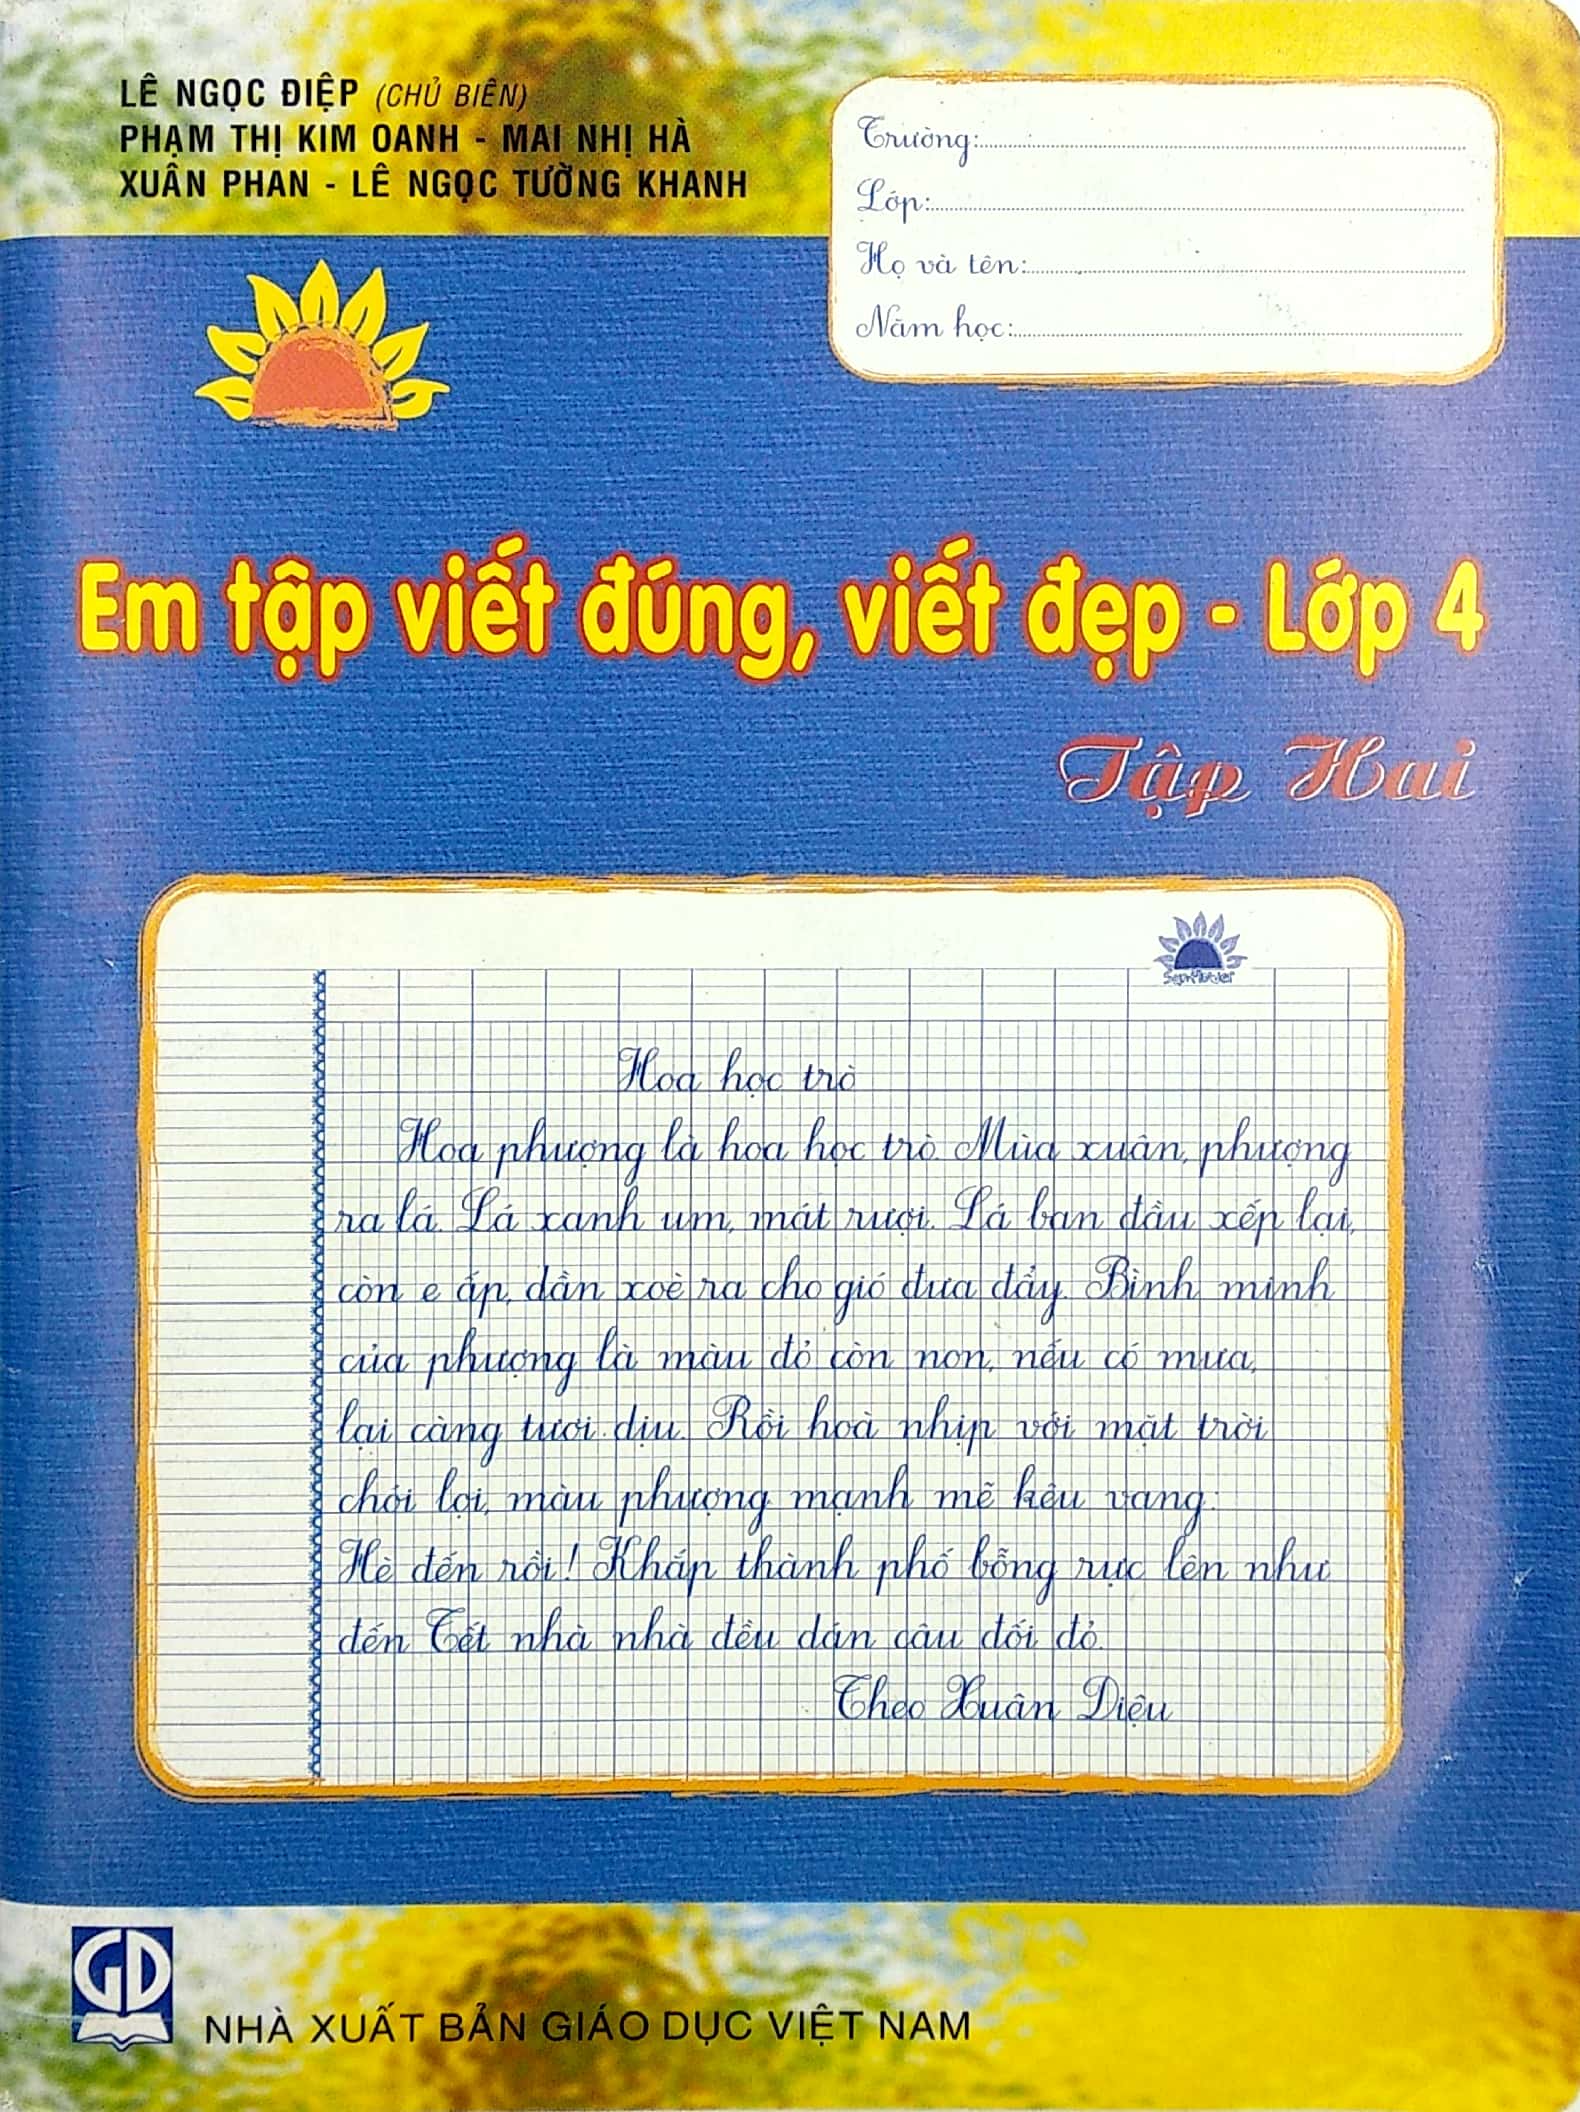 LÊ NGỌC ĐIỆP (CHỦ BIÊN)
PHẠM THỊ KIM OANH - MAI NHỊ HÀ
XUÂN PHAN - LÊ NGỌC TƯỜNG KHANH
Trường:
Lớp:
Họ và tên:
Năm học:
Em tập viết đúng, viết đẹp - Lớp 4
Tập Hai
September
Hoa học trò
Hoa phượng là hoa học trò. Mùa xuân, phượng
ra lá. Lá xanh um, mát rượi. Lá ban đầu xếp lại,
còn e ấp, dần xoè ra cho gió đưa đẩy. Bình minh
của phượng là màu đỏ còn non, nếu có mưa,
lại càng tươi dịu. Rồi hoà nhịp với mặt trời
chói lọi, màu phượng mạnh mẽ kêu vang:
Hè đến rồi! Khắp thành phố bỗng rực lên như
đến Tết nhà nhà đều dán câu đối đỏ.
Theo Xuân Diệu
GD
NHÀ XUẤT BẢN GIÁO DỤC VIỆT NAM